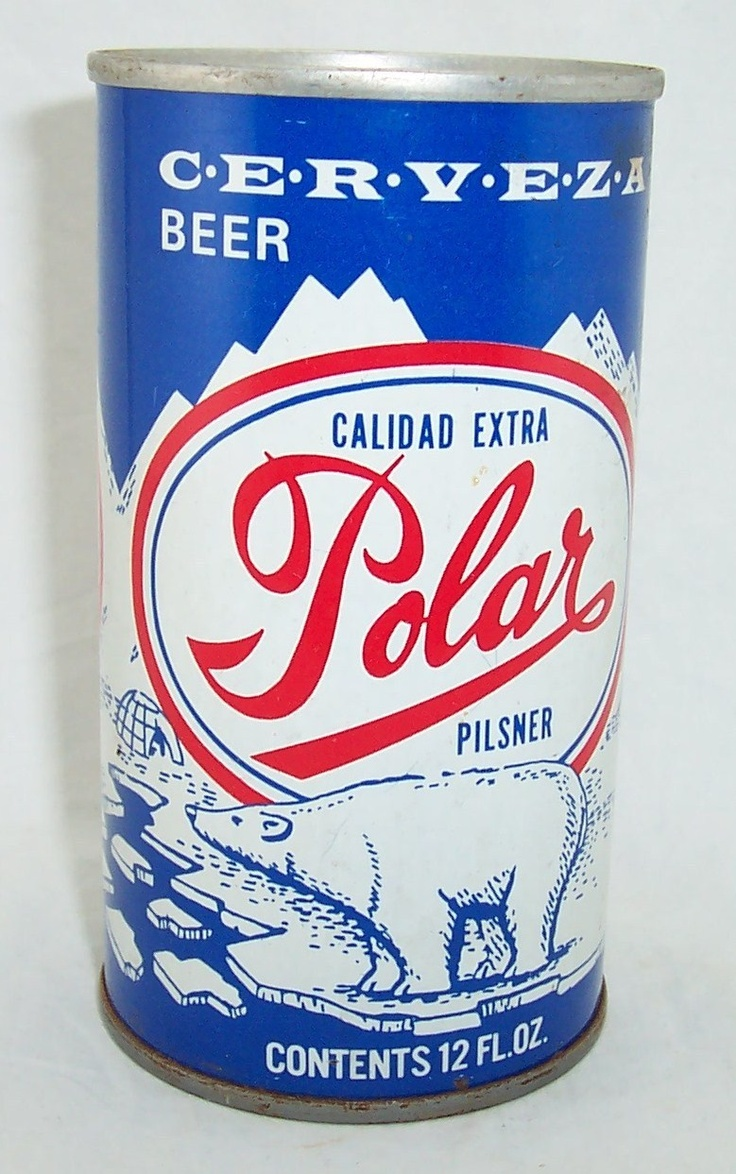 C·E·R·V·E·Z·A
BEER
CALIDAD EXTRA
Polar
PILSNER
CONTENTS 12 FL.OZ.